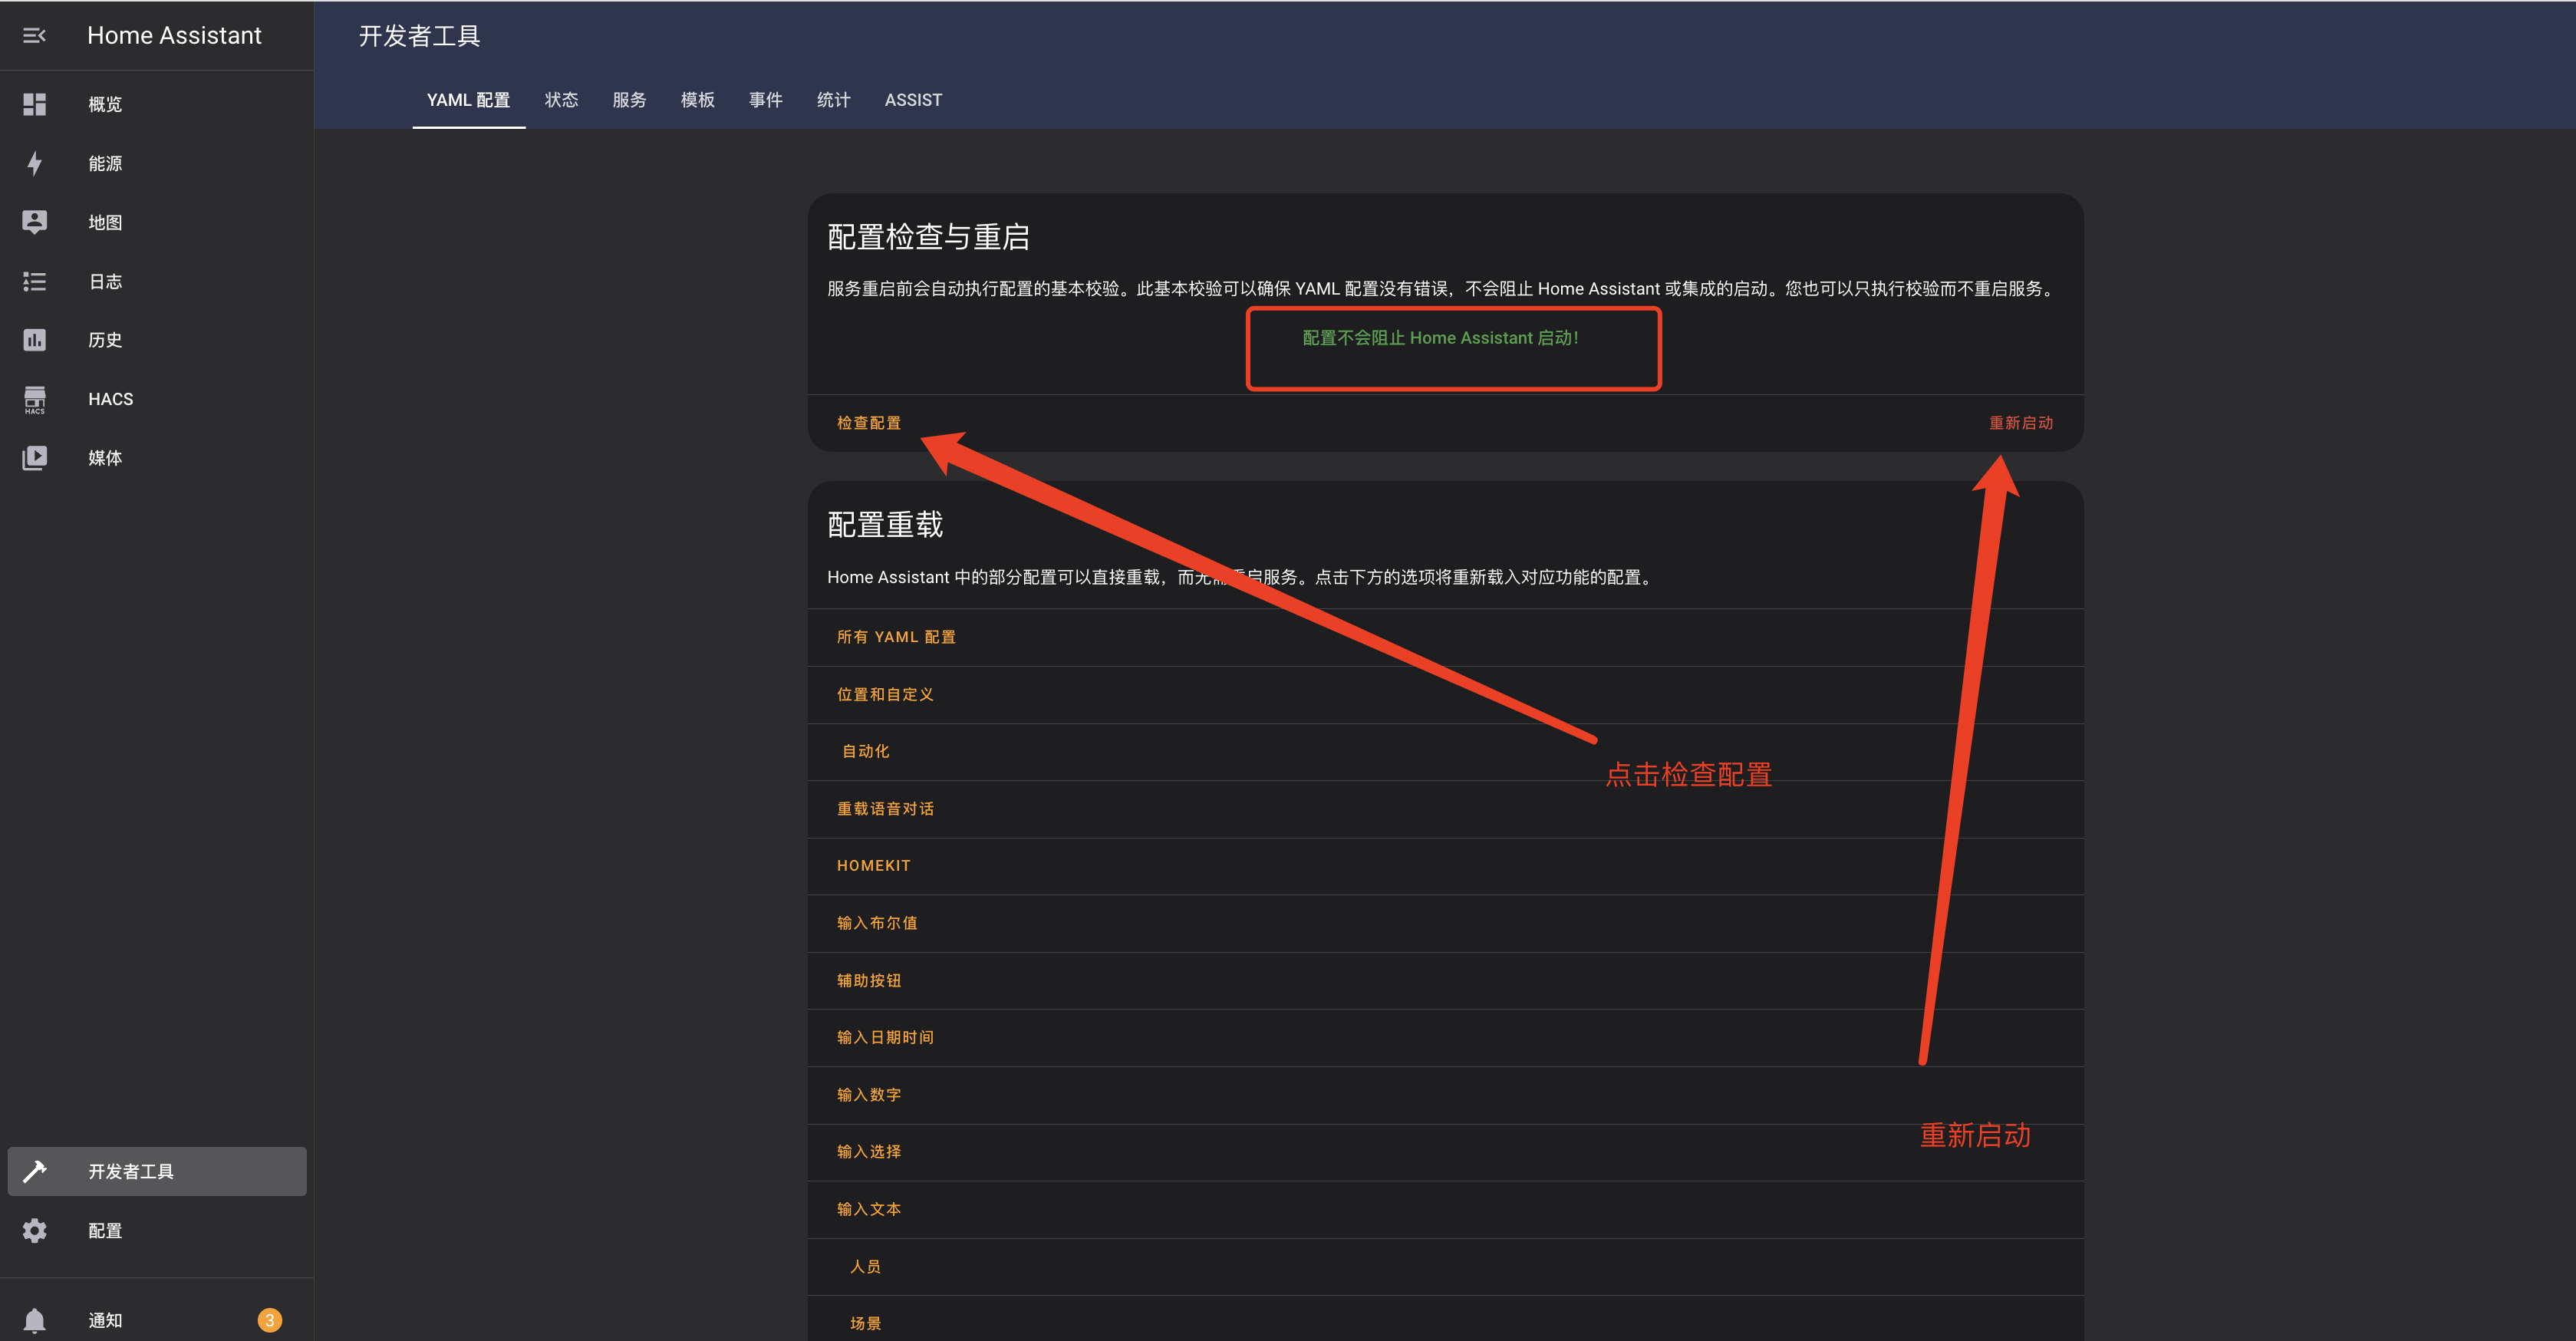 Home Assistant
概览
能源
地图
日志
历史
HACS
HACS
媒体
开发者工具
配置
通知
3
开发者工具
YAML 配置
状态
服务
模板
事件
统计
ASSIST
配置检查与重启
服务重启前会自动执行配置的基本校验。此基本校验可以确保 YAML 配置没有错误，不会阻止 Home Assistant 或集成的启动。您也可以只执行校验而不重启服务。
配置不会阻止 Home Assistant 启动！
检查配置
重新启动
配置重载
Home Assistant 中的部分配置可以直接重载，而无需重启服务。点击下方的选项将重新载入对应功能的配置。
所有 YAML 配置
位置和自定义
自动化
点击检查配置
重载语音对话
HOMEKIT
输入布尔值
辅助按钮
输入日期时间
输入数字
重新启动
输入选择
输入文本
人员
场景